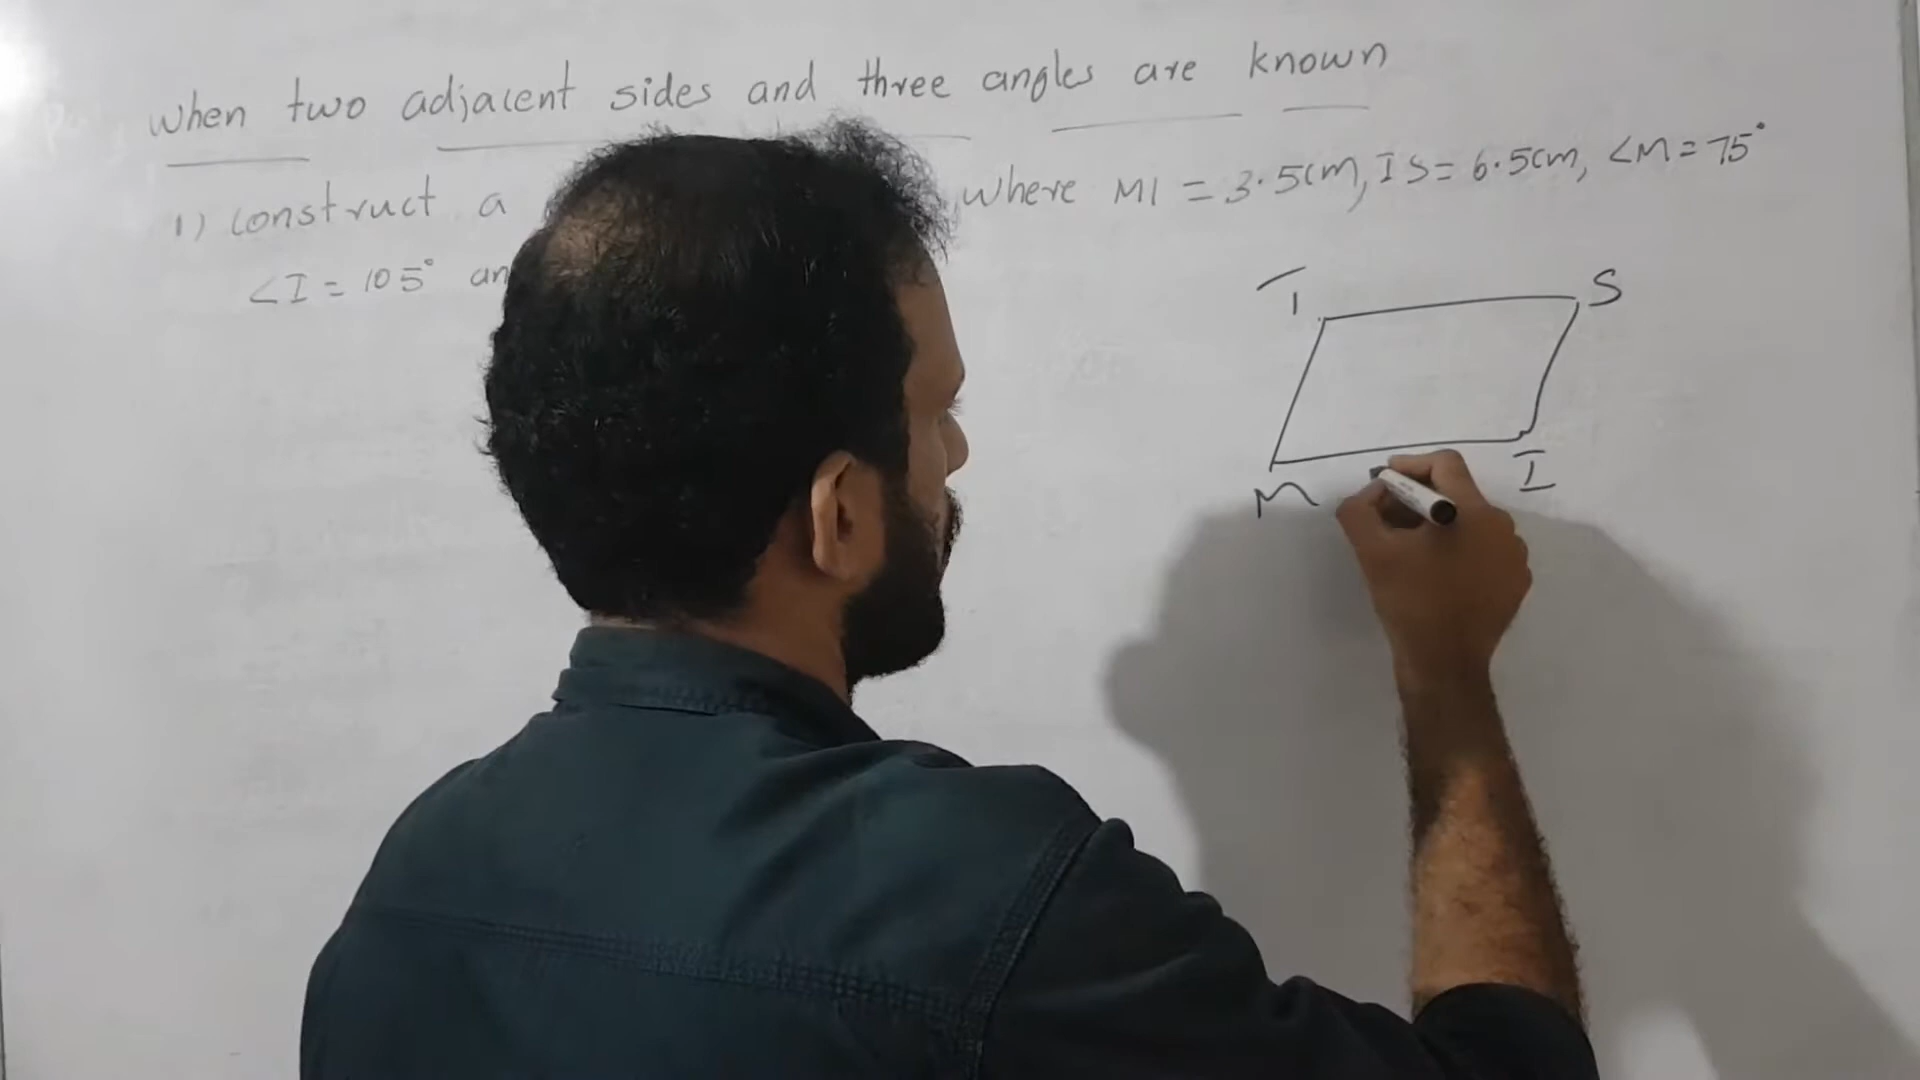 When two adjacent sides and three angles are known
1) construct a where MI = 3.5cm, IS = 6.5cm, ∠M = 75°
∠I = 105° an
T S
M I